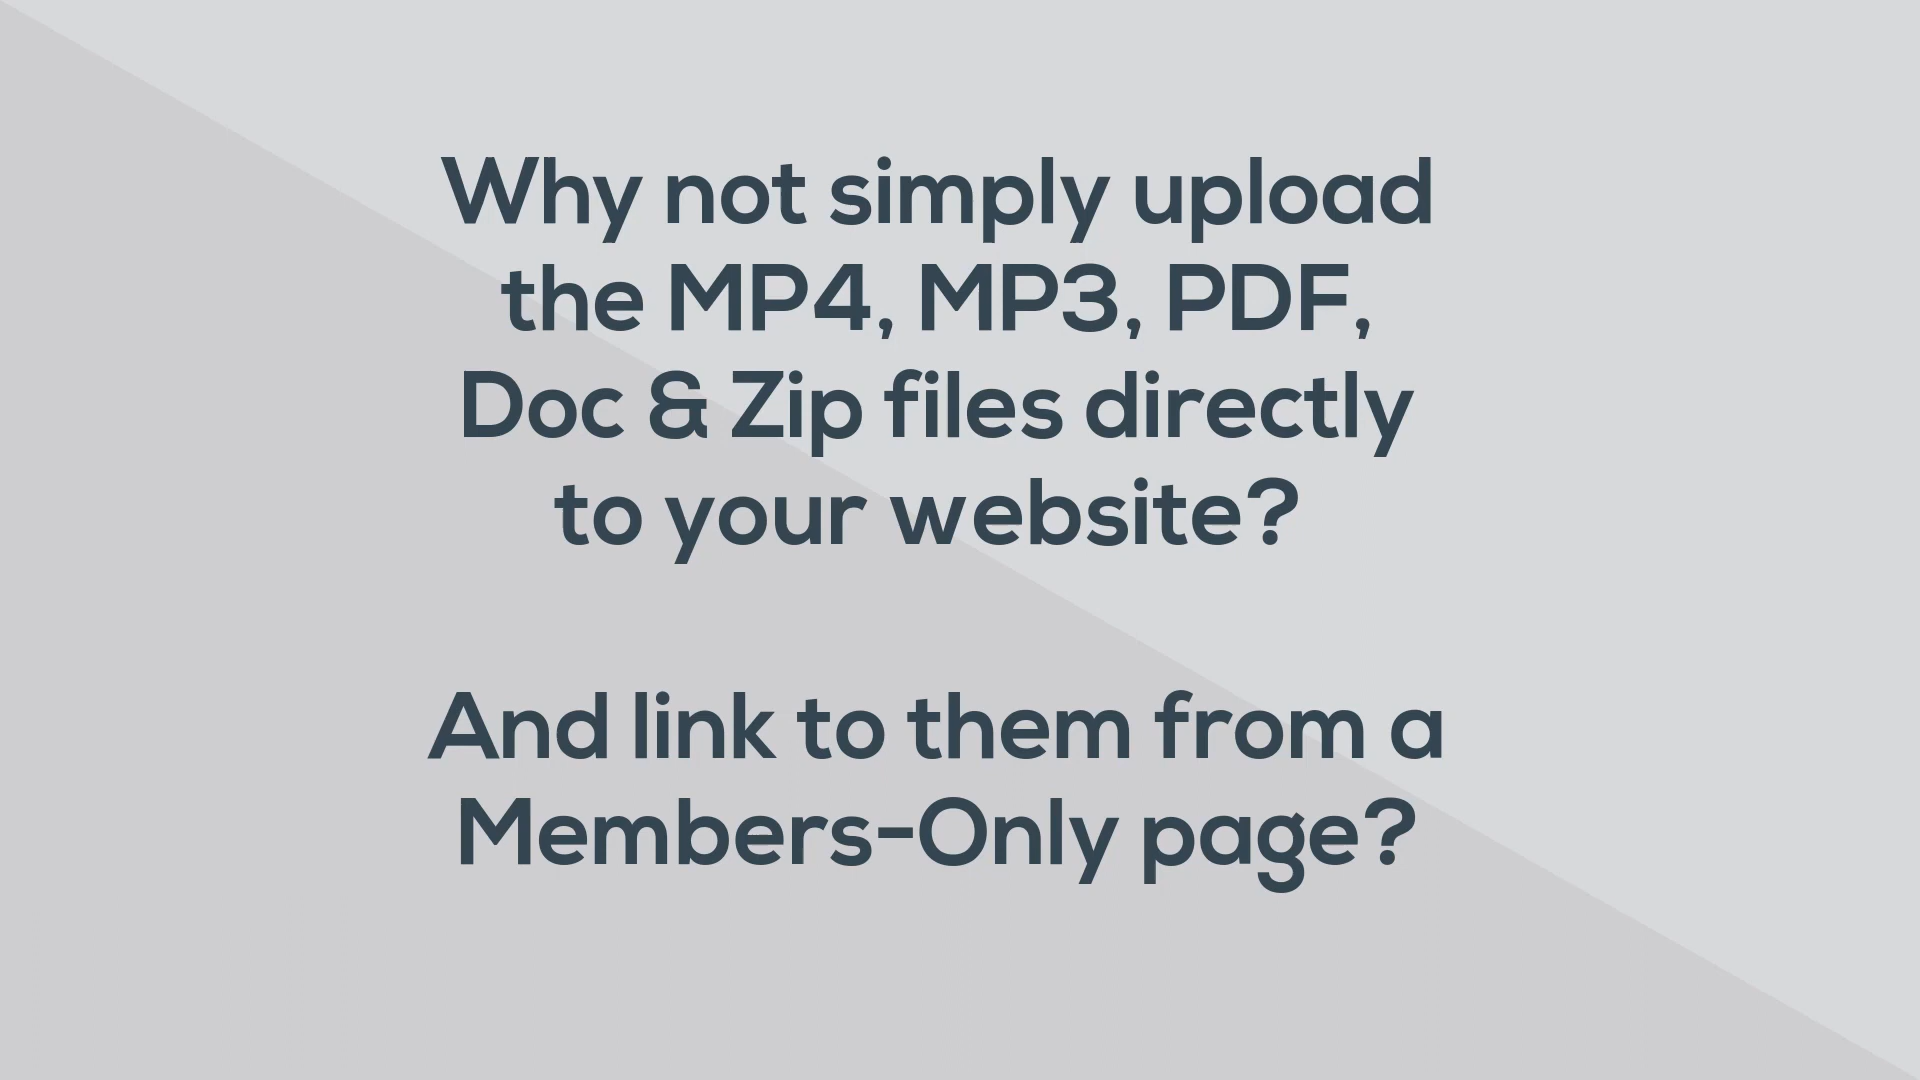 Why not simply upload
the MP4, MP3, PDF,
Doc & Zip files directly
to your website?
And link to them from a
Members-Only page?